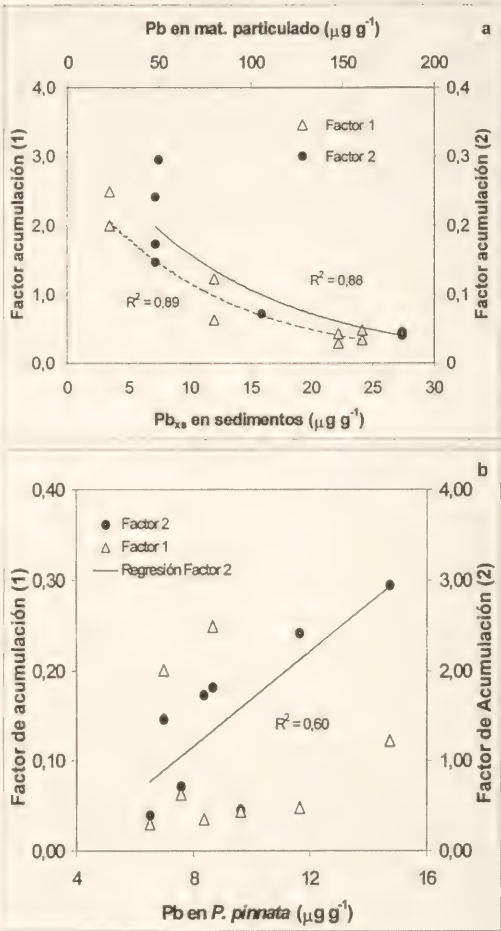 Pb en mat. particulado (µg g⁻¹)
a
0 50 100 150 200
Factor acumulación (1)
4,0
3,0
2,0
1,0
0,0
△ Factor 1
● Factor 2
R² = 0,89
R² = 0,88
0,4
0,3
0,2
0,1
0
Factor acumulación (2)
0 5 10 15 20 25 30
Pbxs en sedimentos (µg g⁻¹)
b
Factor de acumulación (1)
0,40
0,30
0,20
0,10
0,00
● Factor 2
△ Factor 1
Regresión Factor 2
R² = 0,60
4,00
3,00
2,00
1,00
0,00
Factor de Acumulación (2)
4 8 12 16
Pb en P. pinnata (µg g⁻¹)